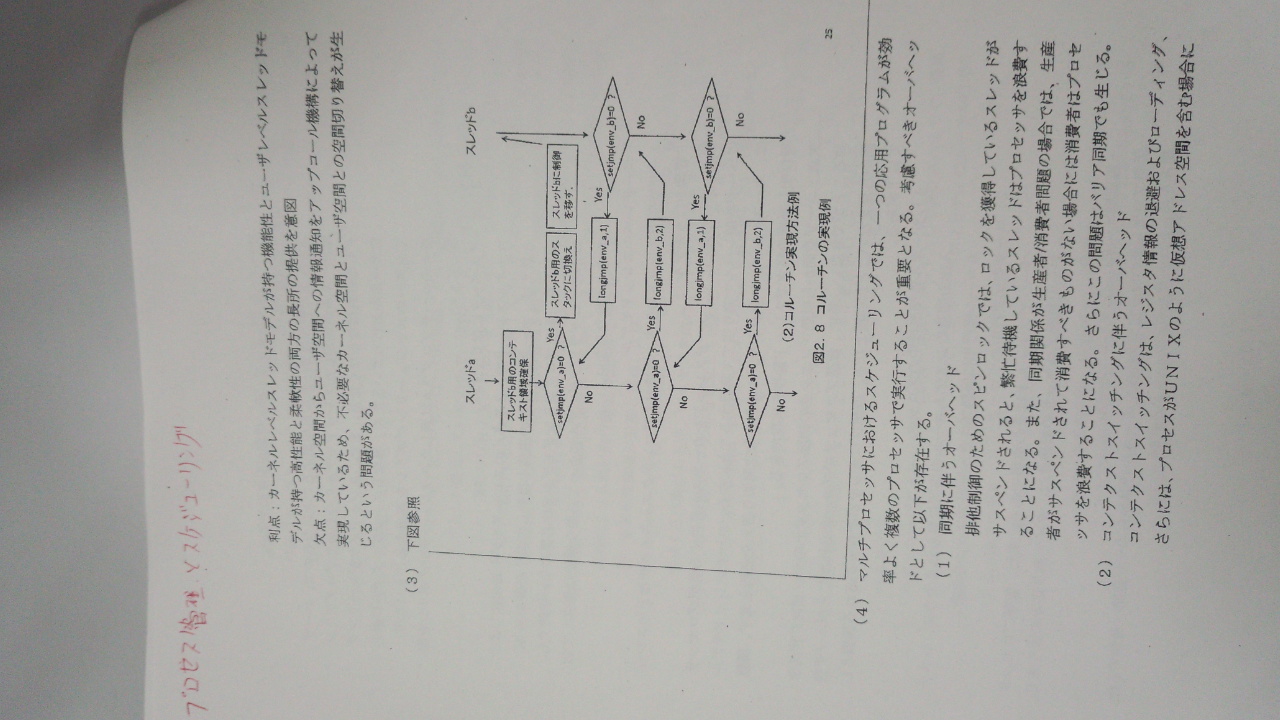 プロセス管理とスケジューリング
利点：カーネルレベルスレッドモデルが持つ機能性とユーザレベルスレッドモ
デルが持つ高性能と柔軟性の両方の長所の提供を意図
欠点：カーネル空間からユーザ空間への情報通知をアップコール機構によって
実現しているため、不必要なカーネル空間とユーザ空間との空間切り替えが生
じるという問題がある。
（3） 下図参照
スレッドa
スレッドb
スレッドb用のコンテ
キスト領域確保
setjmp(env_a)=0 ？
Yes
スレッドb用のス
タックに切換え
スレッドbに制御
を移す.
No
longjmp(env_a,1)
Yes
setjmp(env_b)=0 ？
No
setjmp(env_a)=0 ？
Yes
longjmp(env_b,2)
No
longjmp(env_a,1)
Yes
setjmp(env_b)=0 ？
No
setjmp(env_a)=0 ？
Yes
longjmp(env_b,2)
No
(2)コルーチン実現方法例
図2.8 コルーチンの実現例
25
（4） マルチプロセッサにおけるスケジューリングでは、一つの応用プログラムが効
率よく複数のプロセッサで実行することが重要となる。考慮すべきオーバヘッ
ドとして以下が存在する。
（1） 同期に伴うオーバヘッド
排他制御のためのスピンロックでは、ロックを獲得しているスレッドが
サスペンドされると、繁忙待機しているスレッドはプロセッサを浪費す
ることになる。また、同期関係が生産者/消費者問題の場合では、生産
者がサスペンドされて消費すべきものがない場合には消費者はプロセ
ッサを浪費することになる。さらにこの問題はバリア同期でも生じる。
（2） コンテクストスイッチングに伴うオーバヘッド
コンテクストスイッチングは、レジスタ情報の退避およびローディング、
さらには、プロセスがＵＮＩＸのように仮想アドレス空間を含む場合に